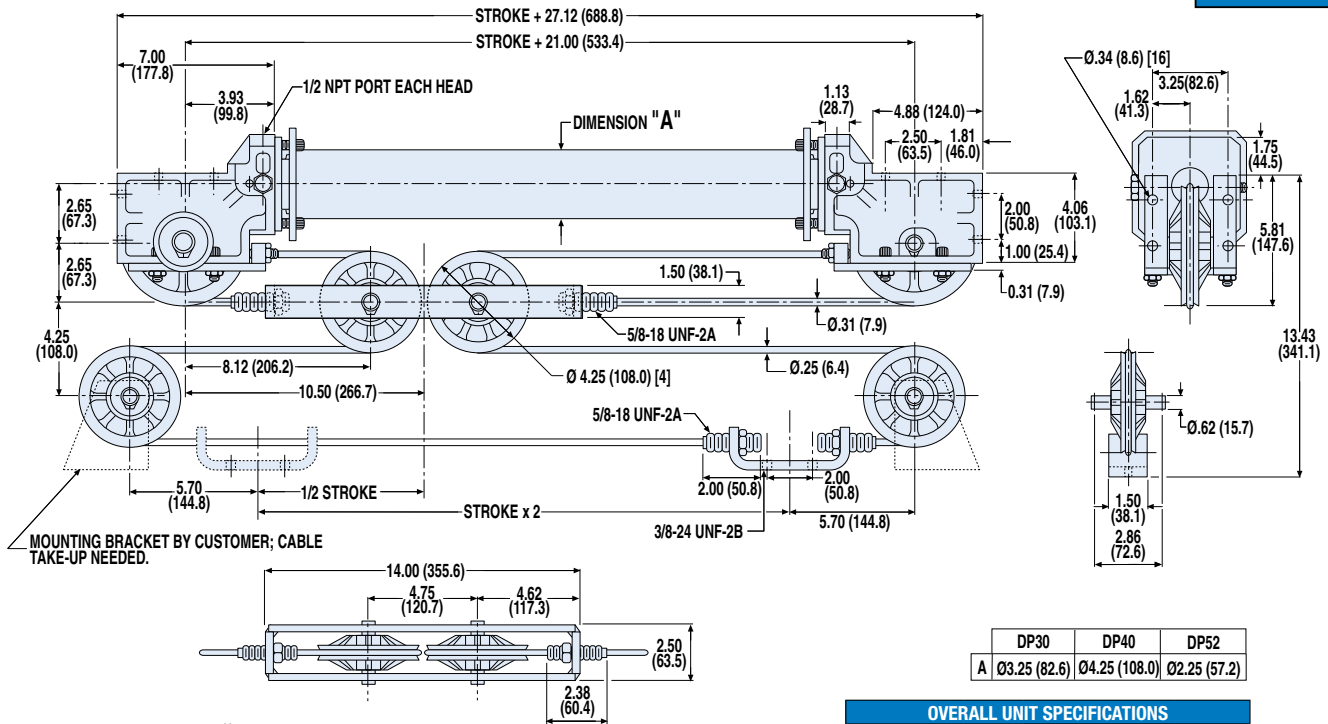 STROKE + 27.12 (688.8)
STROKE + 21.00 (533.4)
7.00
(177.8)
3.93
(99.8)
1/2 NPT PORT EACH HEAD
DIMENSION "A"
1.13
(28.7)
4.88 (124.0)
2.50
(63.5)
1.81
(46.0)
Ø.34 (8.6) [16]
3.25(82.6)
1.62
(41.3)
1.75
(44.5)
2.65
(67.3)
2.65
(67.3)
4.25
(108.0)
2.00
(50.8)
4.06
(103.1)
1.00 (25.4)
0.31 (7.9)
5.81
(147.6)
13.43
(341.1)
1.50 (38.1)
Ø.31 (7.9)
5/8-18 UNF-2A
8.12 (206.2)
10.50 (266.7)
Ø 4.25 (108.0) [4]
Ø.25 (6.4)
5/8-18 UNF-2A
Ø.62 (15.7)
2.00 (50.8)
2.00
(50.8)
5.70
(144.8)
1/2 STROKE
STROKE x 2
5.70 (144.8)
3/8-24 UNF-2B
1.50
(38.1)
2.86
(72.6)
MOUNTING BRACKET BY CUSTOMER; CABLE
TAKE-UP NEEDED.
14.00 (355.6)
4.75
(120.7)
4.62
(117.3)
2.50
(63.5)
2.38
(60.4)
DP30 DP40 DP52
A Ø3.25 (82.6) Ø4.25 (108.0) Ø2.25 (57.2)
OVERALL UNIT SPECIFICATIONS